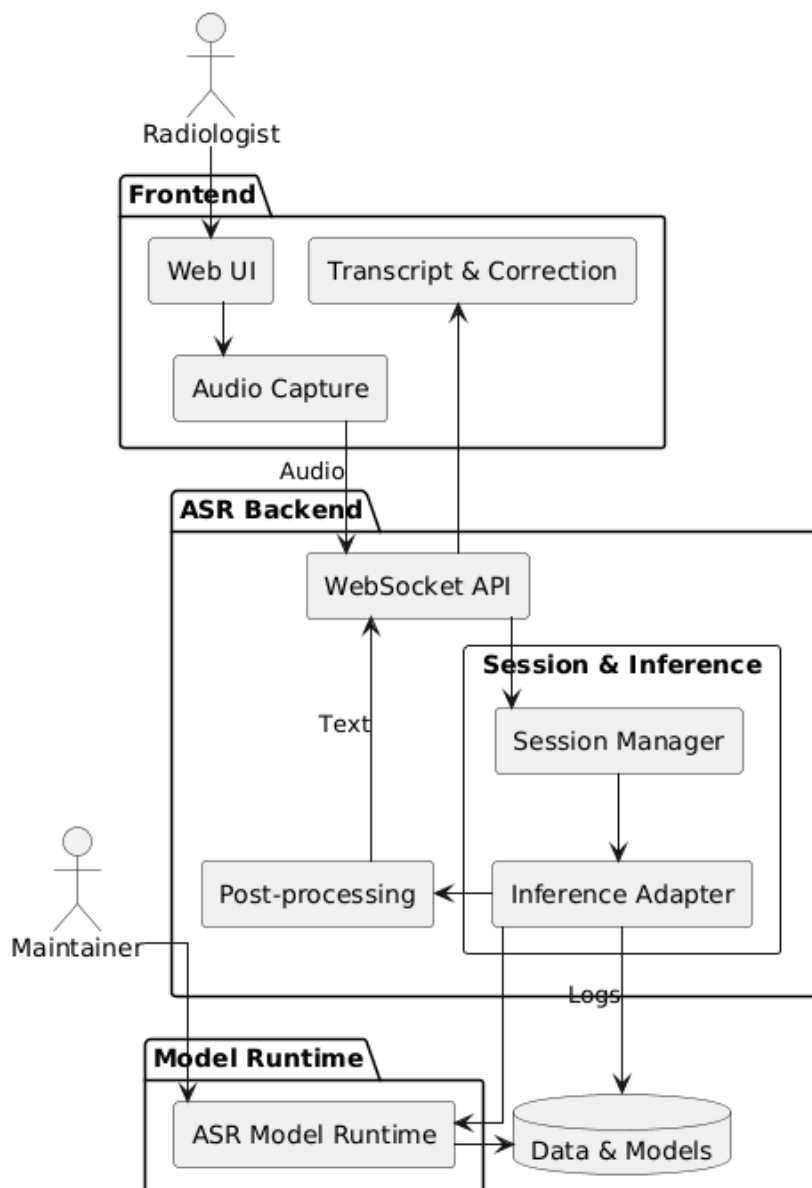 Radiologist
Frontend
Web UI
Transcript & Correction
Audio Capture
Audio
ASR Backend
WebSocket API
Session & Inference
Text
Session Manager
Post-processing
Inference Adapter
Maintainer
Logs
Model Runtime
ASR Model Runtime
Data & Models